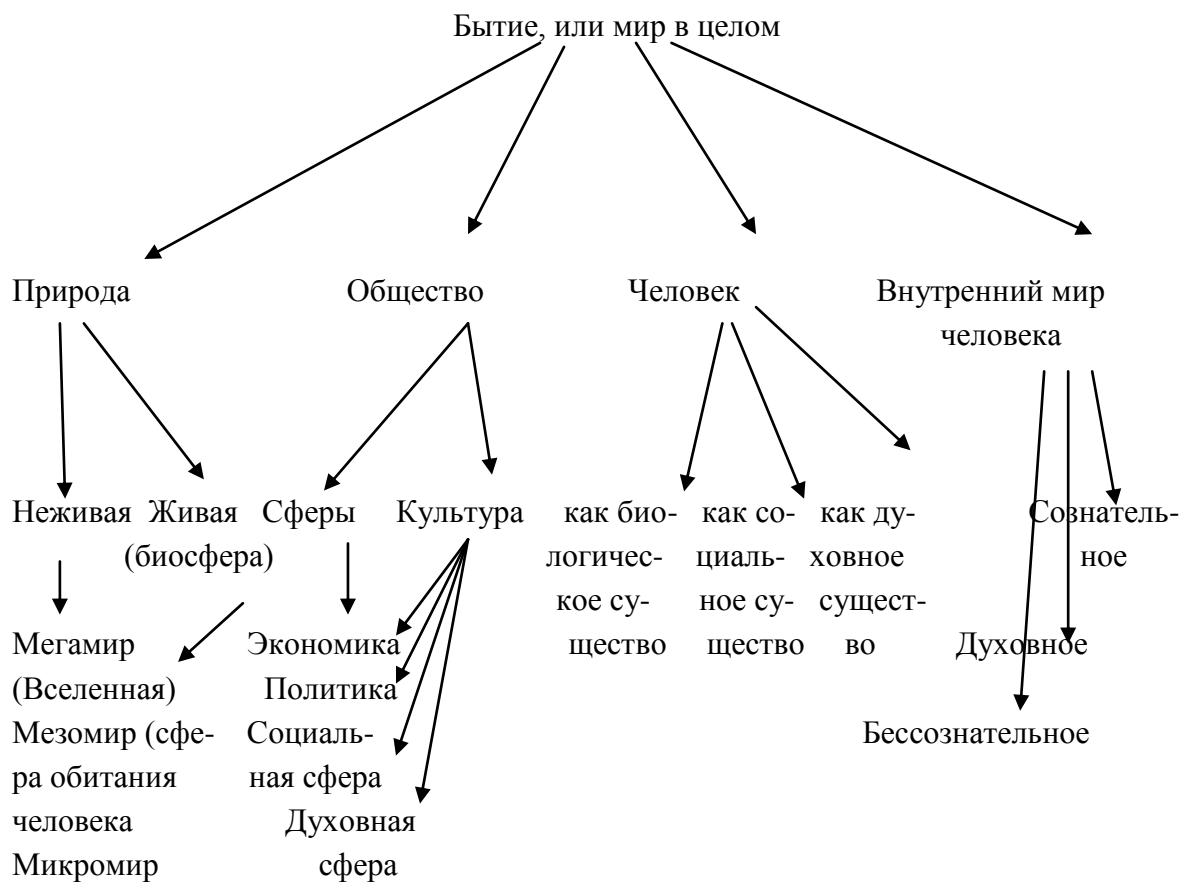 Бытие, или мир в целом
Природа Общество Человек Внутренний мир
человека
Неживая Живая Сферы Культура как био- как со- как ду- Сознатель-
(биосфера) логичес- циаль- ховное ное
кое су- ное су- сущест-
Мегамир Экономика щество щество во Духовное
(Вселенная) Политика
Мезомир (сфе- Социаль- Бессознательное
ра обитания ная сфера
человека Духовная
Микромир сфера